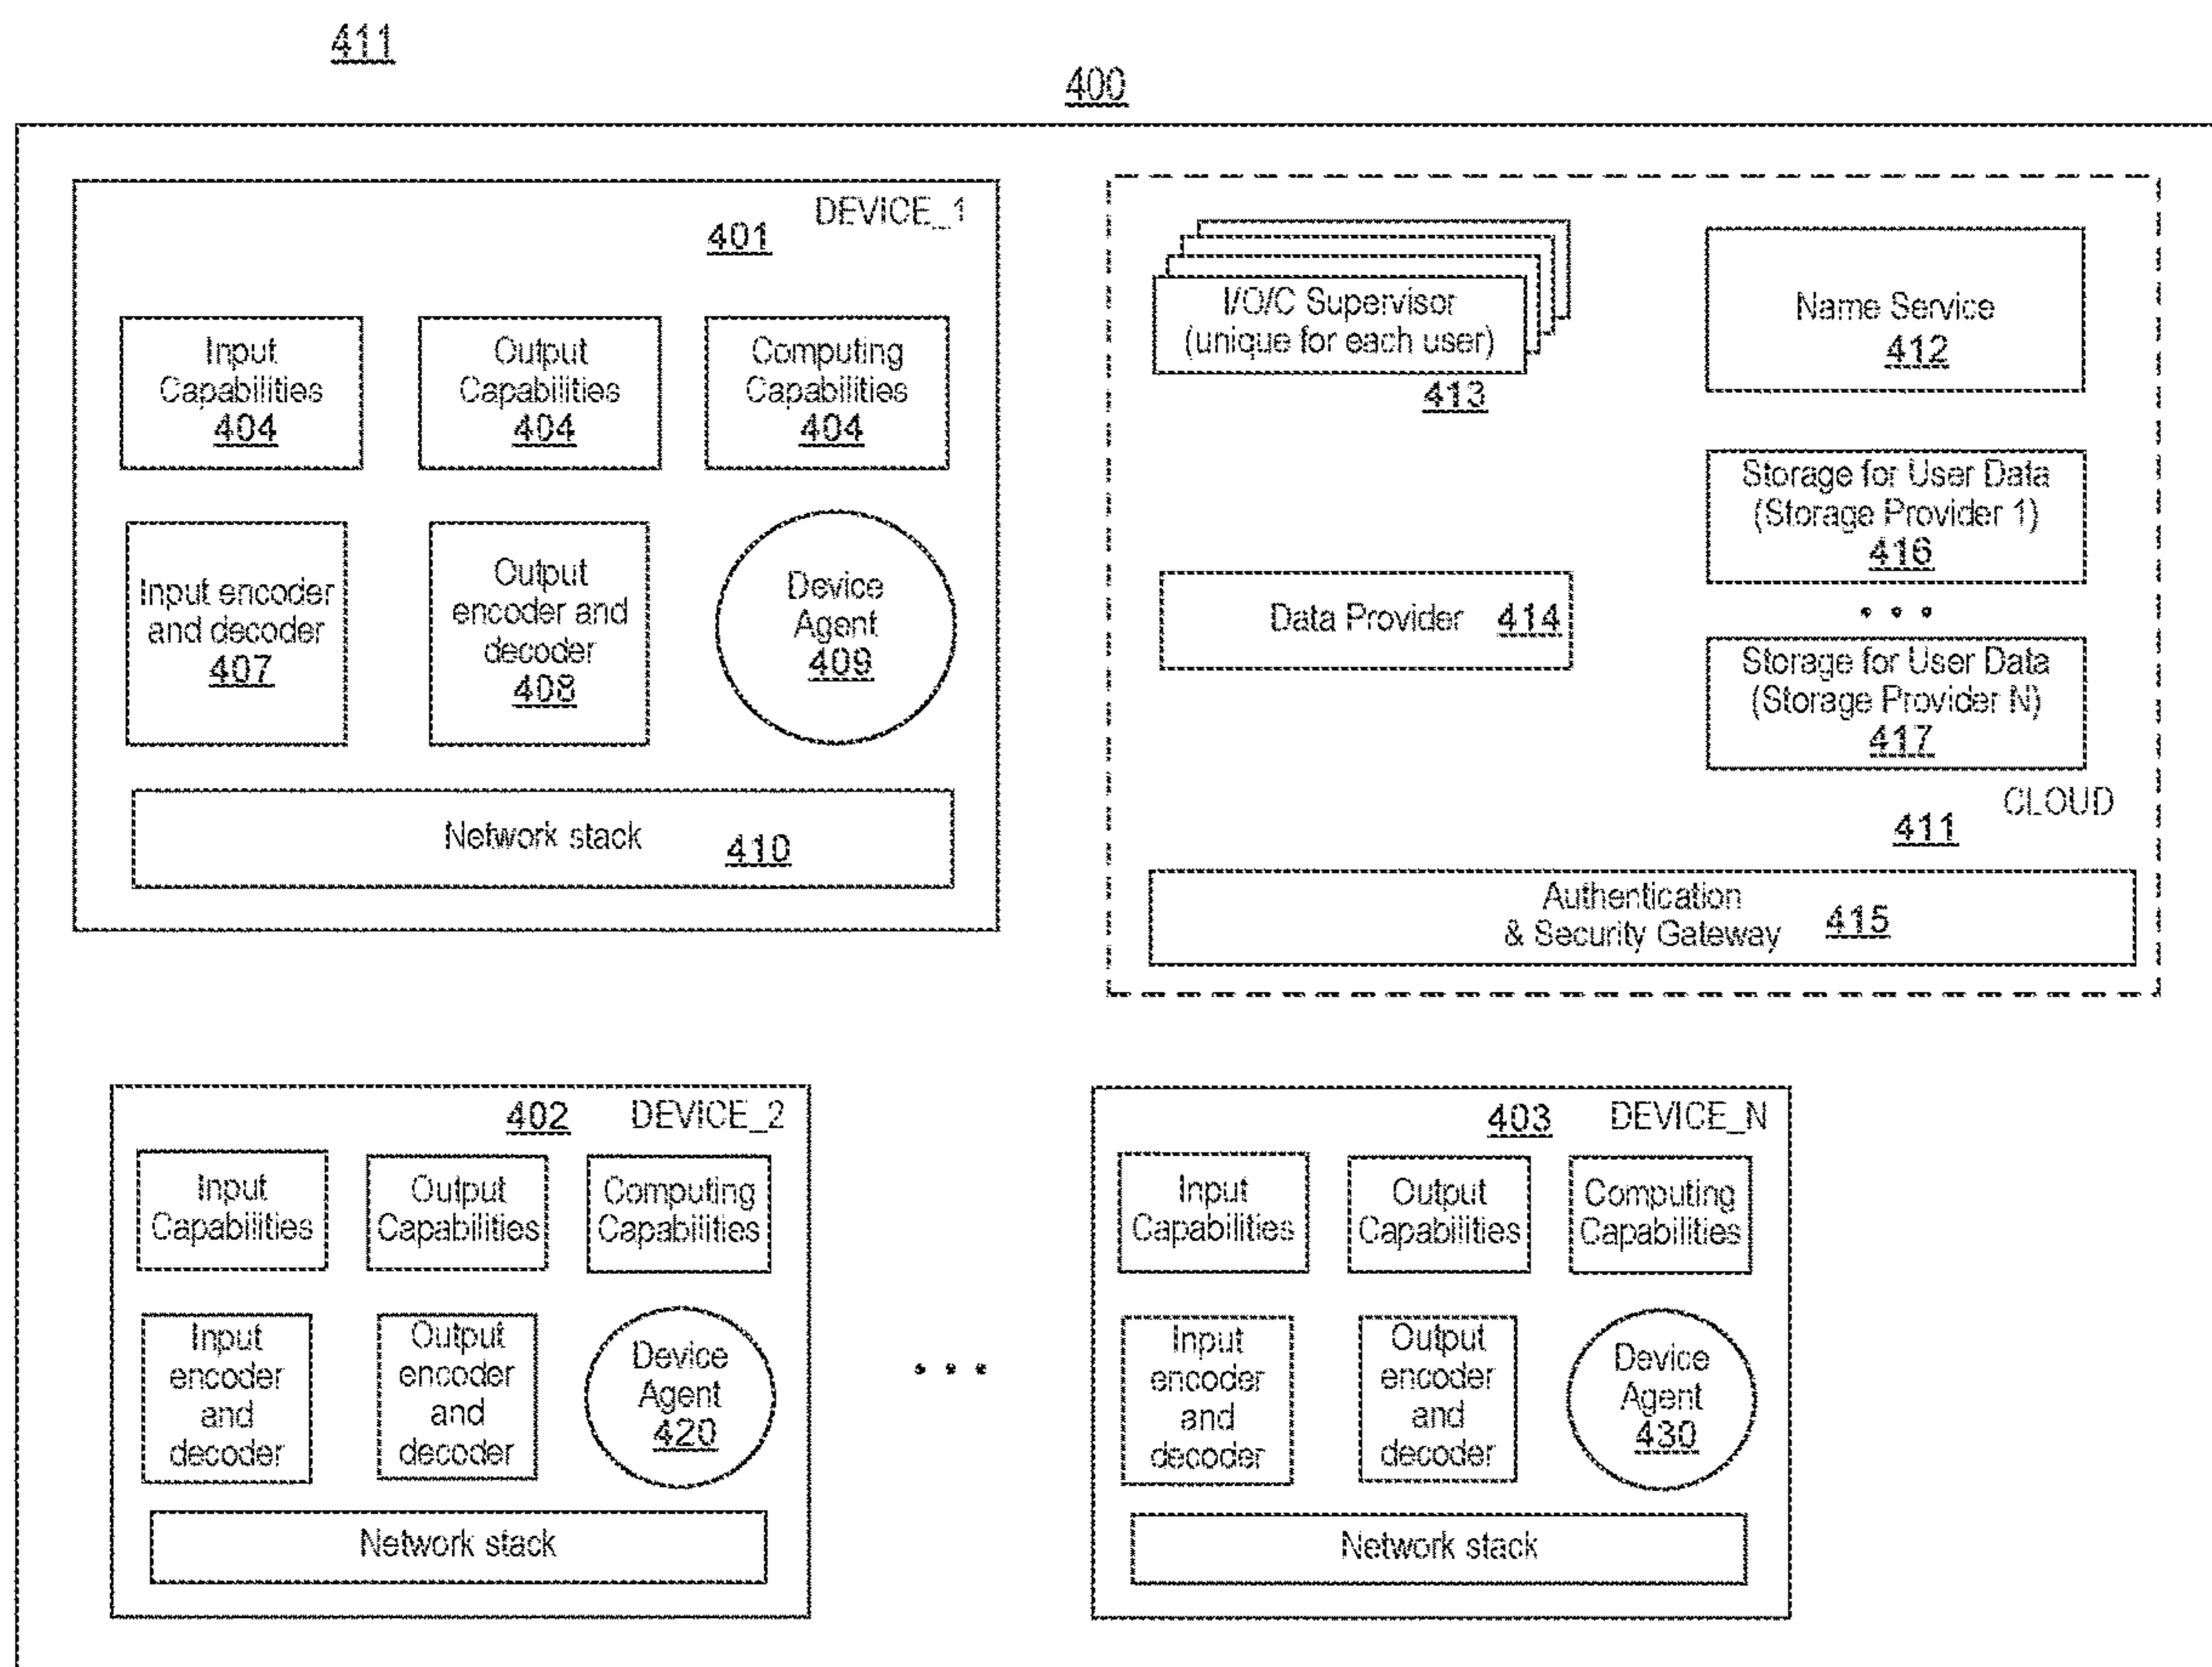 411
400
DEVICE_1
401
Input
Capabilities
404
Output
Capabilities
404
Computing
Capabilities
404
Input encoder
and decoder
407
Output
encoder and
decoder
408
Device
Agent
409
Network stack 410
I/O/C Supervisor
(unique for each user)
413
Name Service
412
Storage for User Data
(Storage Provider 1)
416
• • •
Data Provider 414
Storage for User Data
(Storage Provider N)
417
CLOUD
411
Authentication
& Security Gateway 415
402 DEVICE_2
Input
Capabilities
Output
Capabilities
Computing
Capabilities
Input
encoder
and
decoder
Output
encoder
and
decoder
Device
Agent
420
Network stack
• • •
403 DEVICE_N
Input
Capabilities
Output
Capabilities
Computing
Capabilities
Input
encoder
and
decoder
Output
encoder
and
decoder
Device
Agent
430
Network stack